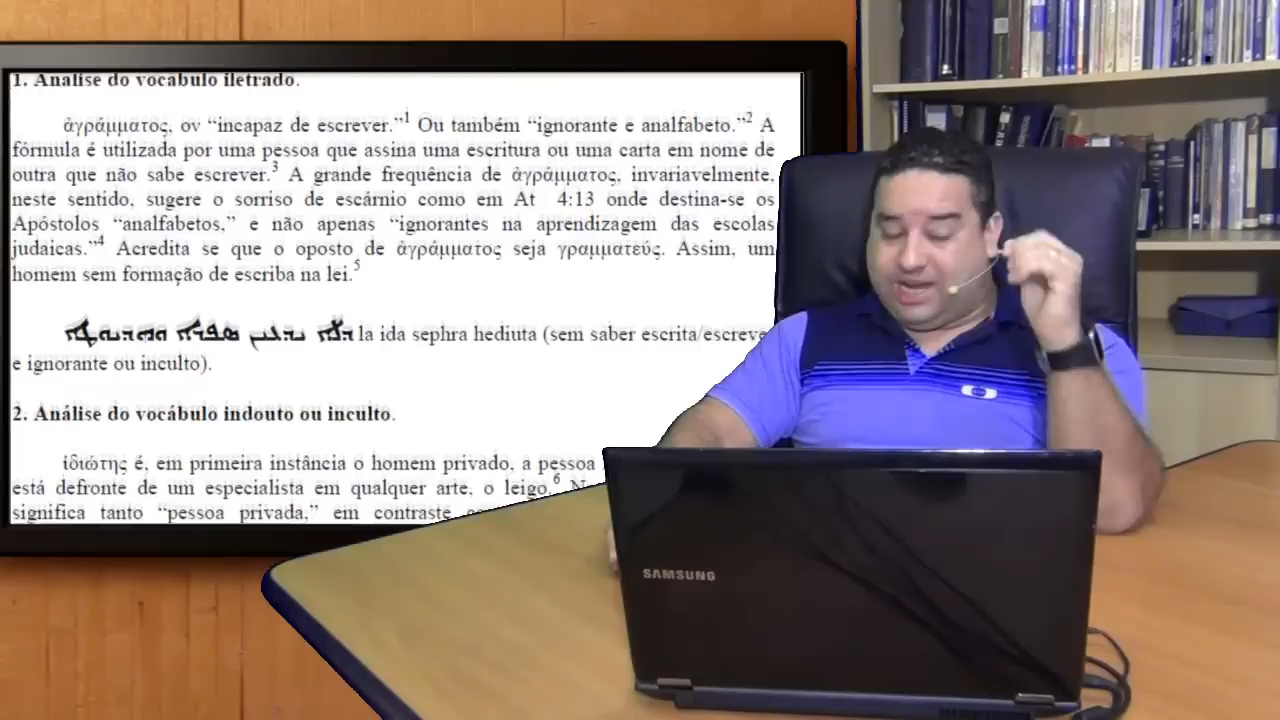 1. Análise do vocábulo iletrado.
ἀγράμματος, ον “incapaz de escrever.”1 Ou também “ignorante e analfabeto.”2 A
fórmula é utilizada por uma pessoa que assina uma escritura ou uma carta em nome de
outra que não sabe escrever.3 A grande frequência de ἀγράμματος, invariavelmente,
neste sentido, sugere o sorriso de escárnio como em At 4:13 onde destina-se os
Apóstolos “analfabetos,” e não apenas “ignorantes na aprendizagem das escolas
judaicas.”4 Acredita se que o oposto de ἀγράμματος seja γραμματεύς. Assim, um
homem sem formação de escriba na lei.5
la ida sephra hediuta (sem saber escrita/escreve
e ignorante ou inculto).
2. Análise do vocábulo indouto ou inculto.
ἰδιώτης é, em primeira instância o homem privado, a pessoa
está defronte de um especialista em qualquer arte, o leigo.6
significa tanto “pessoa privada,” em contraste
SAMSUNG